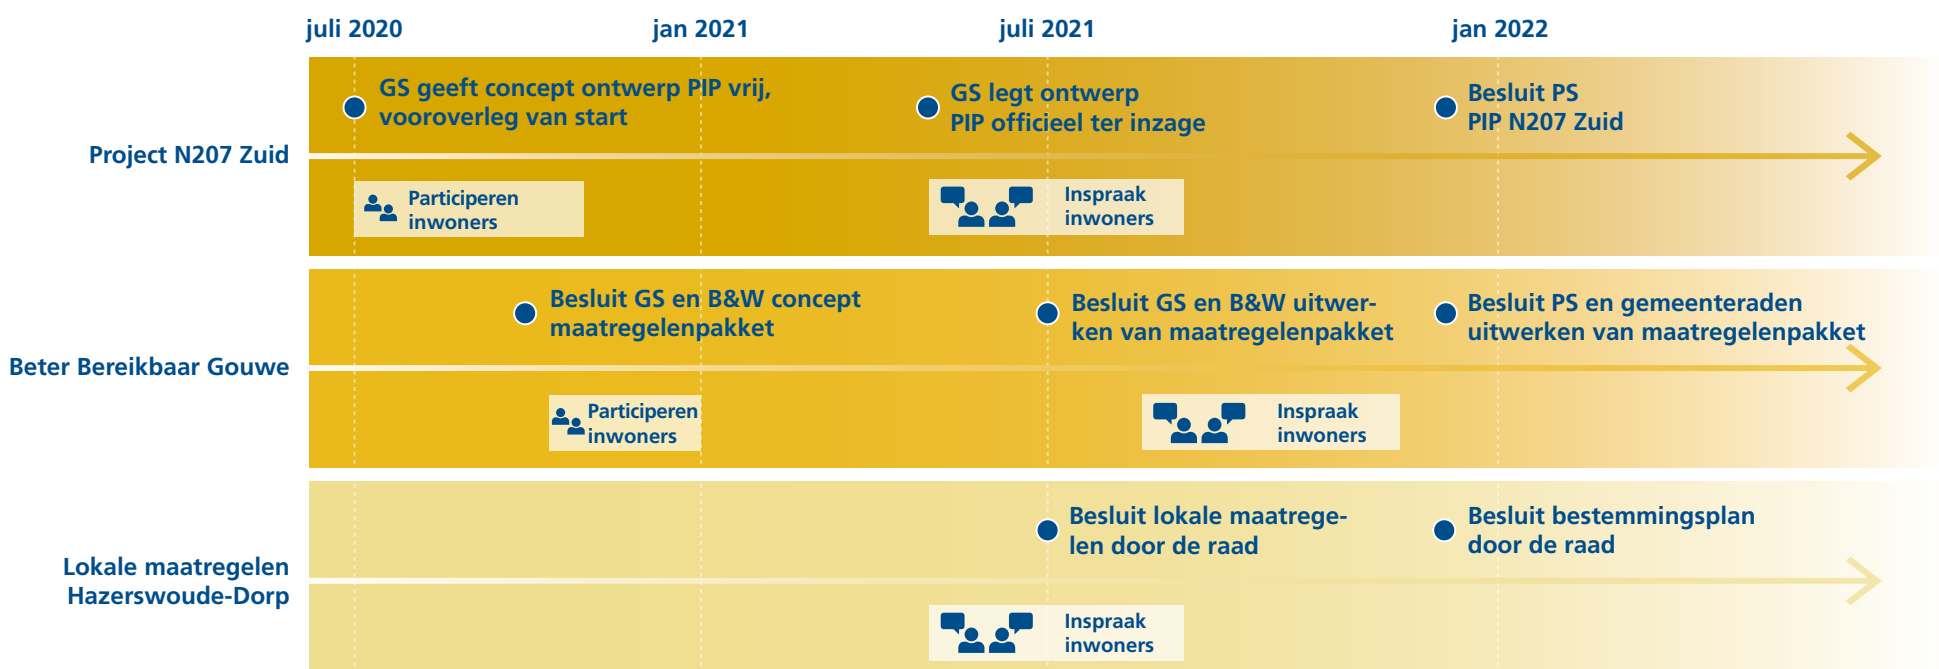 juli 2020
jan 2021
juli 2021
jan 2022
Project N207 Zuid
GS geeft concept ontwerp PIP vrij,
vooroverleg van start
GS legt ontwerp
PIP officieel ter inzage
Besluit PS
PIP N207 Zuid
Participeren
inwoners
Inspraak
inwoners
Beter Bereikbaar Gouwe
Besluit GS en B&W concept
maatregelenpakket
Besluit GS en B&W uitwer-
ken van maatregelenpakket
Besluit PS en gemeenteraden
uitwerken van maatregelenpakket
Participeren
inwoners
Inspraak
inwoners
Lokale maatregelen
Hazerswoude-Dorp
Besluit lokale maatrege-
len door de raad
Besluit bestemmingsplan
door de raad
Inspraak
inwoners